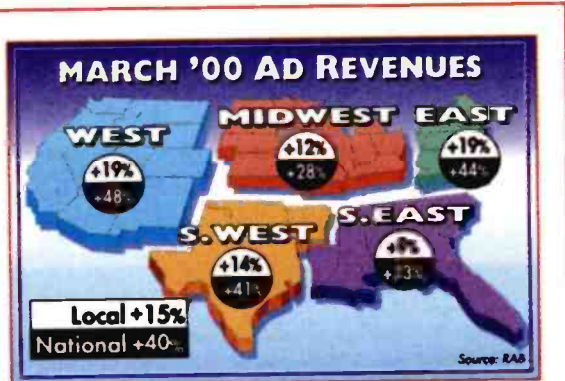 MARCH '00 AD REVENUES
WEST
+19%
+48%
MIDWEST
+12%
+28%
EAST
+19%
+44%
S.WEST
+14%
+41%
S.EAST
Local +15%
National +40%
Source: RAB